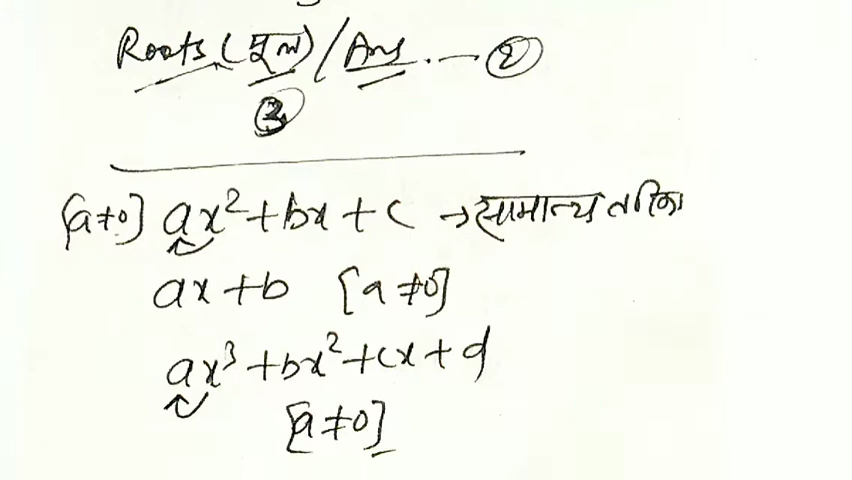 Roots (मूल) / Ans. — ②
③
[a≠0] ax²+bx+c → सामान्य तरिका
ax+b [a≠0]
ax³+bx²+cx+d
[a≠0]